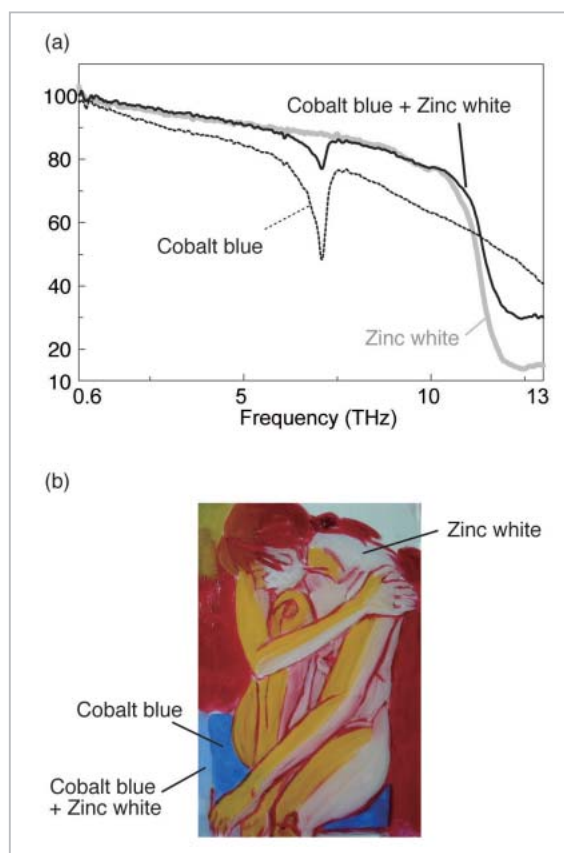 (a)
100
80
60
40
20
10
Cobalt blue + Zinc white
Cobalt blue
Zinc white
0.6
5
10
13
Frequency (THz)
(b)
Zinc white
Cobalt blue
Cobalt blue
+ Zinc white